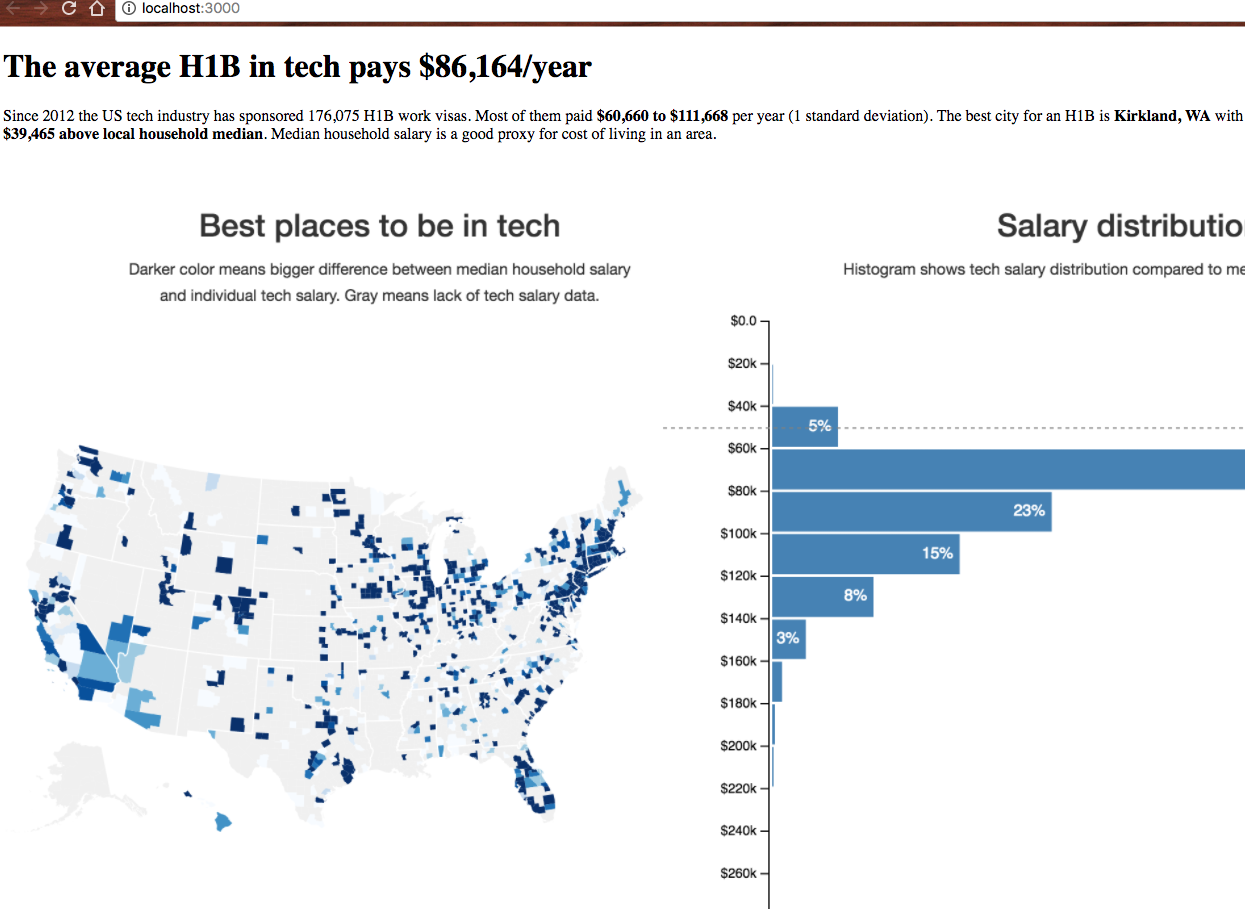 localhost:3000
The average H1B in tech pays $86,164/year
Since 2012 the US tech industry has sponsored 176,075 H1B work visas. Most of them paid $60,660 to $111,668 per year (1 standard deviation). The best city for an H1B is Kirkland, WA with
$39,465 above local household median. Median household salary is a good proxy for cost of living in an area.
Best places to be in tech
Darker color means bigger difference between median household salary
and individual tech salary. Gray means lack of tech salary data.
Salary distributio
Histogram shows tech salary distribution compared to me
$0.0
$20k
$40k
5%
$60k
$80k
23%
$100k
15%
$120k
8%
$140k
3%
$160k
$180k
$200k
$220k
$240k
$260k